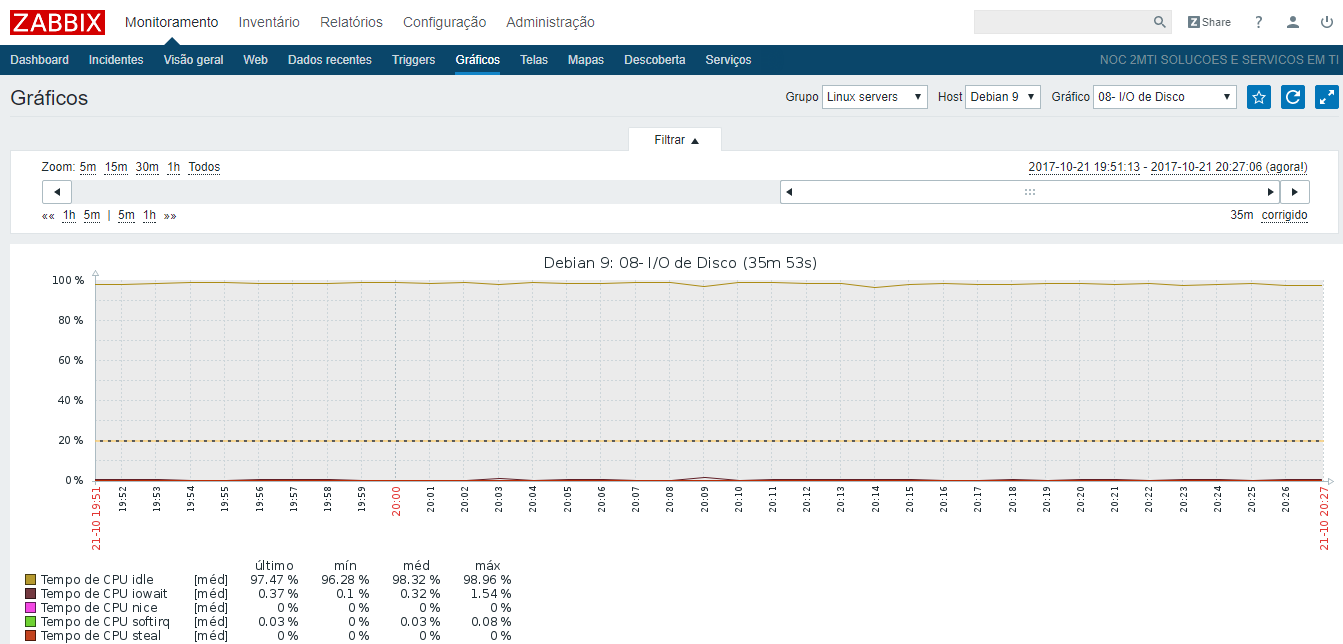 ZABBIX Monitoramento Inventário Relatórios Configuração Administração Z Share ?
Dashboard Incidentes Visão geral Web Dados recentes Triggers Gráficos Telas Mapas Descoberta Serviços NOC 2MTI SOLUCOES E SERVICOS EM TI
Gráficos Grupo Linux servers Host Debian 9 Gráfico 08- I/O de Disco
Filtrar
Zoom: 5m 15m 30m 1h Todos 2017-10-21 19:51:13 - 2017-10-21 20:27:06 (agora!)
«« 1h 5m | 5m 1h »» 35m corrigido
Debian 9: 08- I/O de Disco (35m 53s)
100 %
80 %
60 %
40 %
20 %
0 %
21-10 19:51 19:52 19:53 19:54 19:55 19:56 19:57 19:58 19:59 20:00 20:01 20:02 20:03 20:04 20:05 20:06 20:07 20:08 20:09 20:10 20:11 20:12 20:13 20:14 20:15 20:16 20:17 20:18 20:19 20:20 20:21 20:22 20:23 20:24 20:25 20:26 21-10 20:27
último mín méd máx
Tempo de CPU idle [méd] 97.47 % 96.28 % 98.32 % 98.96 %
Tempo de CPU iowait [méd] 0.37 % 0.1 % 0.32 % 1.54 %
Tempo de CPU nice [méd] 0 % 0 % 0 % 0 %
Tempo de CPU softirq [méd] 0.03 % 0 % 0.03 % 0.08 %
Tempo de CPU steal [méd] 0 % 0 % 0 % 0 %